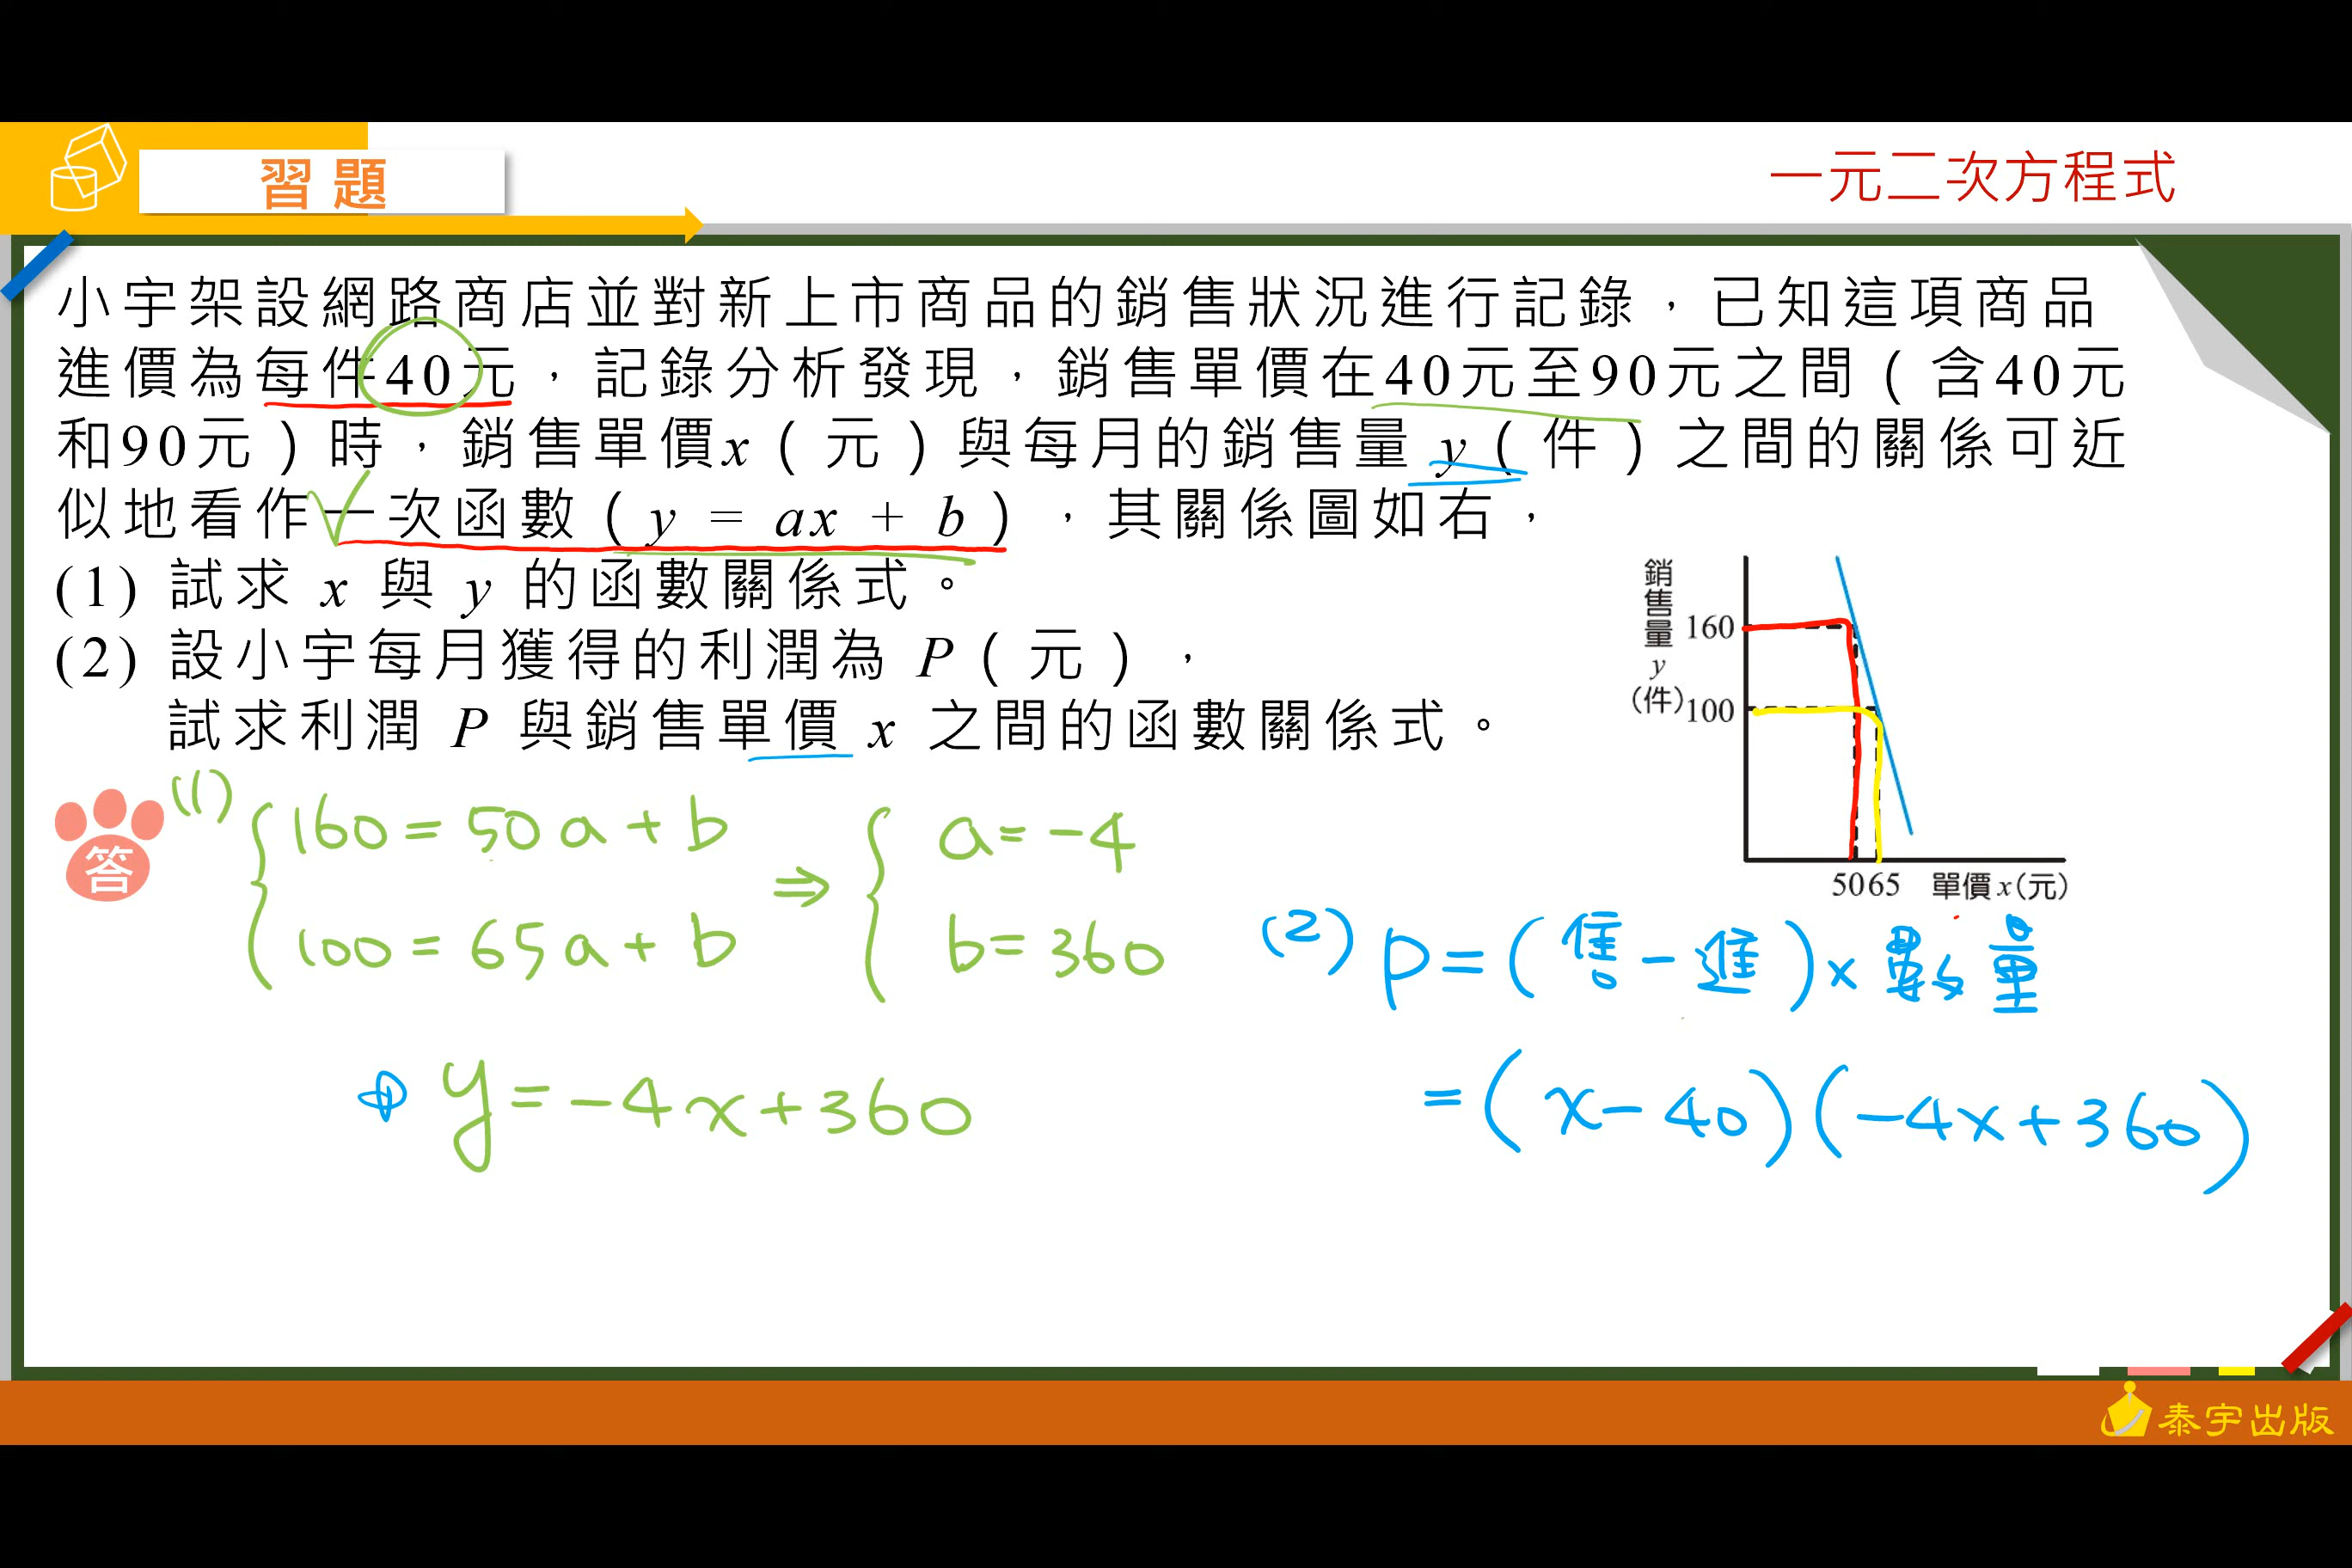 習題
一元二次方程式
小宇架設網路商店並對新上市商品的銷售狀況進行記錄，已知這項商品
進價為每件40元，記錄分析發現，銷售單價在40元至90元之間（含40元
和90元）時，銷售單價x（元）與每月的銷售量 y（件）之間的關係可近
似地看作一次函數（y = ax + b），其關係圖如右，
(1) 試求 x 與 y 的函數關係式。
(2) 設小宇每月獲得的利潤為 P（元），
試求利潤 P 與銷售單價 x 之間的函數關係式。
銷售量y(件)
160
100
50 65 單價x(元)
答
(1)
160 = 50a + b
100 = 65a + b
⇒
a = -4
b = 360
y = -4x + 360
(2) P = (售 - 進) × 數量
= (x - 40)(-4x + 360)
泰宇出版